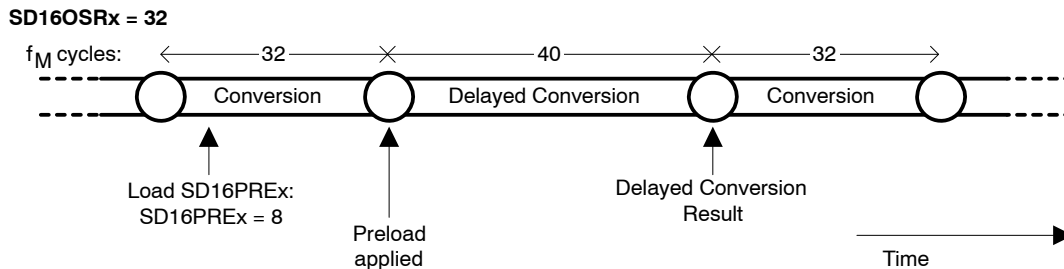 SD16OSRx = 32
fM cycles:
32
40
32
Conversion
Delayed Conversion
Conversion
Load SD16PREx:
SD16PREx = 8
Preload
applied
Delayed Conversion
Result
Time